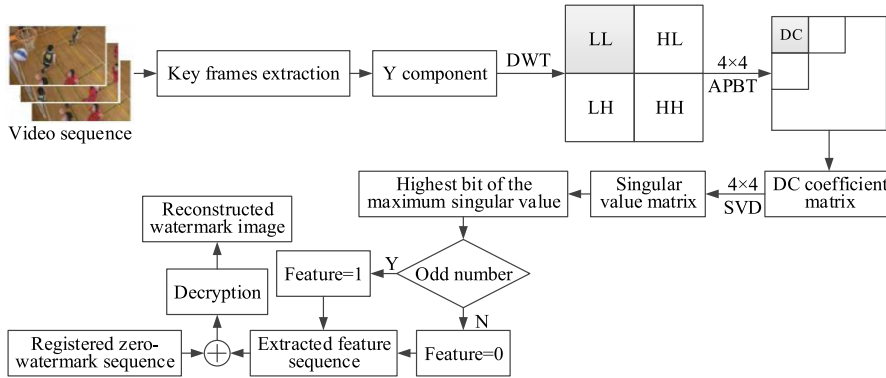 Video sequence
Key frames extraction
Y component
DWT
LL
HL
LH
HH
4×4
APBT
DC
DC coefficient
matrix
4×4
SVD
Singular
value matrix
Highest bit of the
maximum singular value
Odd number
Y
N
Feature=1
Feature=0
Extracted feature
sequence
Registered zero-
watermark sequence
Decryption
Reconstructed
watermark image